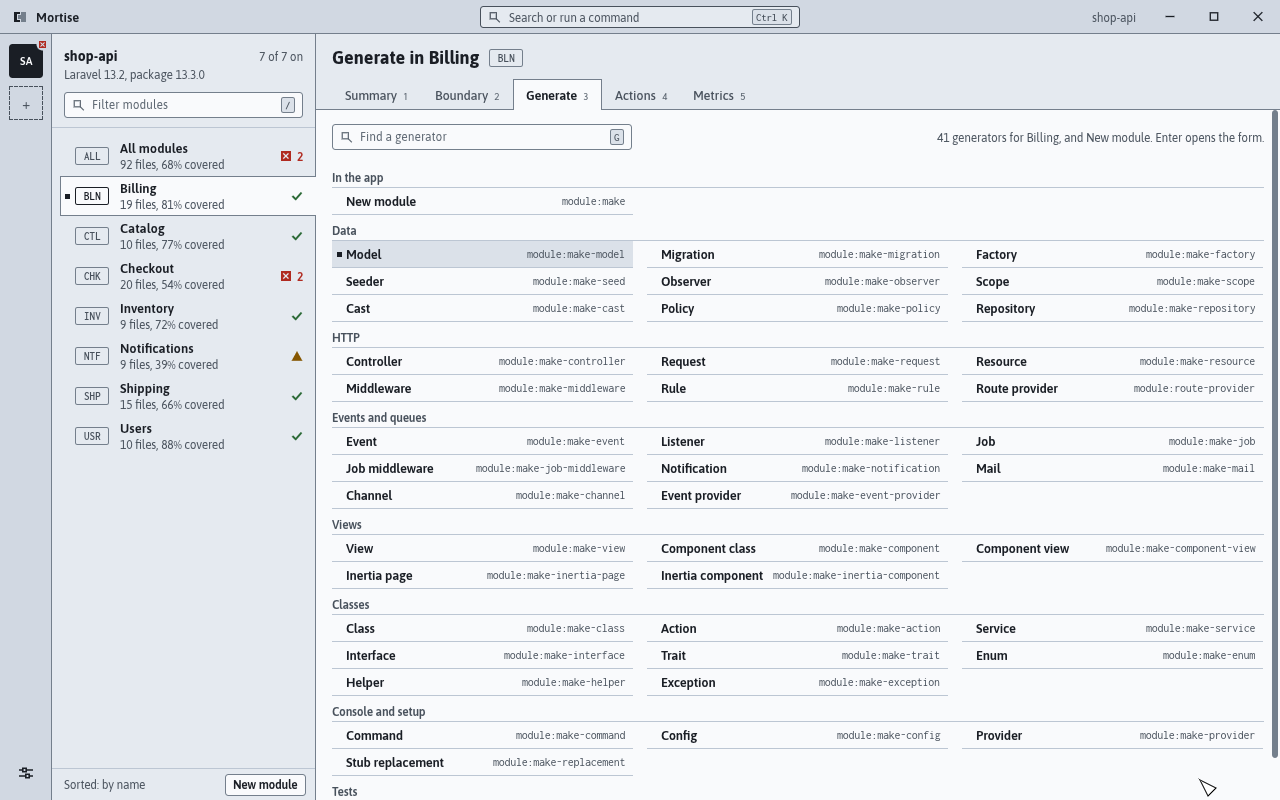 Mortise
Search or run a command
Ctrl K
shop-api
SA
+
shop-api
7 of 7 on
Laravel 13.2, package 13.3.0
Filter modules
/
ALL
All modules
92 files, 68% covered
2
BLN
Billing
19 files, 81% covered
CTL
Catalog
10 files, 77% covered
CHK
Checkout
20 files, 54% covered
2
INV
Inventory
9 files, 72% covered
NTF
Notifications
9 files, 39% covered
SHP
Shipping
15 files, 66% covered
USR
Users
10 files, 88% covered
Sorted: by name
New module
Generate in Billing
BLN
Summary 1
Boundary 2
Generate 3
Actions 4
Metrics 5
Find a generator
G
41 generators for Billing, and New module. Enter opens the form.
In the app
New module module:make
Data
Model module:make-model
Migration module:make-migration
Factory module:make-factory
Seeder module:make-seed
Observer module:make-observer
Scope module:make-scope
Cast module:make-cast
Policy module:make-policy
Repository module:make-repository
HTTP
Controller module:make-controller
Request module:make-request
Resource module:make-resource
Middleware module:make-middleware
Rule module:make-rule
Route provider module:route-provider
Events and queues
Event module:make-event
Listener module:make-listener
Job module:make-job
Job middleware module:make-job-middleware
Notification module:make-notification
Mail module:make-mail
Channel module:make-channel
Event provider module:make-event-provider
Views
View module:make-view
Component class module:make-component
Component view module:make-component-view
Inertia page module:make-inertia-page
Inertia component module:make-inertia-component
Classes
Class module:make-class
Action module:make-action
Service module:make-service
Interface module:make-interface
Trait module:make-trait
Enum module:make-enum
Helper module:make-helper
Exception module:make-exception
Console and setup
Command module:make-command
Config module:make-config
Provider module:make-provider
Stub replacement module:make-replacement
Tests